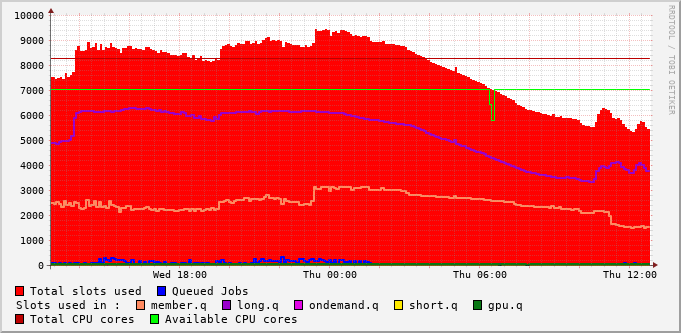 10000
9000
8000
7000
6000
5000
4000
3000
2000
1000
0
Wed 18:00 Thu 00:00 Thu 06:00 Thu 12:00
RRDTOOL / TOBI OETIKER
Total slots used Queued Jobs
Slots used in : member.q long.q ondemand.q short.q gpu.q
Total CPU cores Available CPU cores